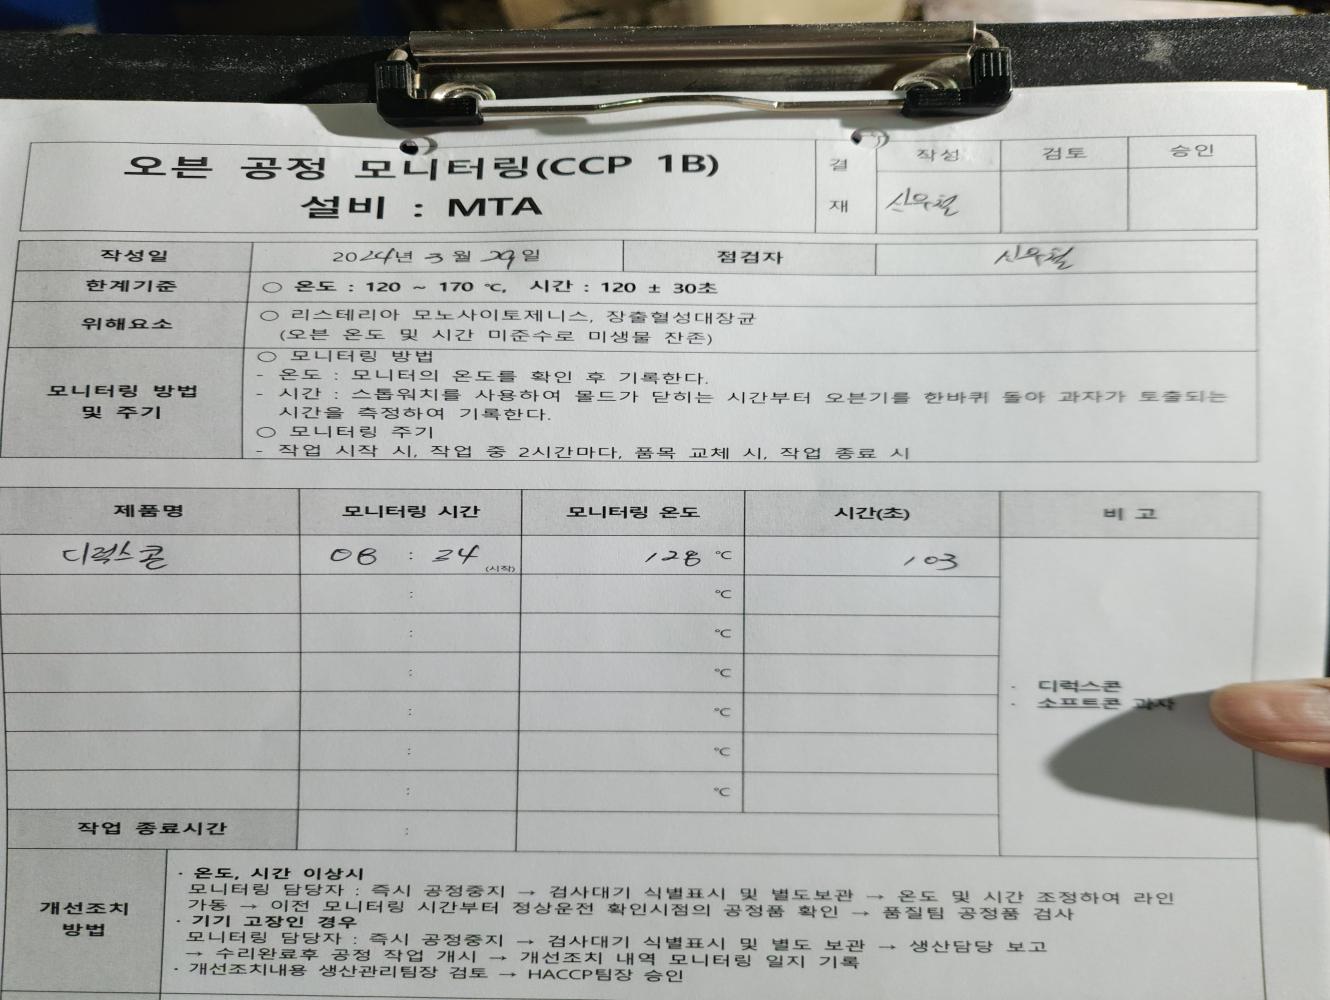 오븐 공정 모니터링(CCP 1B)
설비 : MTA
결재 작성 검토 승인
신우철
작성일 2024년 3월 29일 점검자 신우철
한계기준 ○ 온도 : 120 ~ 170 ℃, 시간 : 120 ± 30초
위해요소 ○ 리스테리아 모노사이토제니스, 장출혈성대장균
(오븐 온도 및 시간 미준수로 미생물 잔존)
모니터링 방법 및 주기
○ 모니터링 방법
- 온도 : 모니터의 온도를 확인 후 기록한다.
- 시간 : 스톱워치를 사용하여 몰드가 닫히는 시간부터 오븐기를 한바퀴 돌아 과자가 토출되는
시간을 측정하여 기록한다.
○ 모니터링 주기
- 작업 시작 시, 작업 중 2시간마다, 품목 교체 시, 작업 종료 시
제품명 모니터링 시간 모니터링 온도 시간(초) 비 고
디럭스콘 08 : 34 (시작) 128 ℃ 103
: ℃
: ℃
: ℃
: ℃
: ℃
: ℃
· 디럭스콘
· 소프트콘 과자
작업 종료시간 :
개선조치 방법
· 온도, 시간 이상시
모니터링 담당자 : 즉시 공정중지 → 검사대기 식별표시 및 별도보관 → 온도 및 시간 조정하여 라인
가동 → 이전 모니터링 시간부터 정상운전 확인시점의 공정품 확인 → 품질팀 공정품 검사
· 기기 고장인 경우
모니터링 담당자 : 즉시 공정중지 → 검사대기 식별표시 및 별도 보관 → 생산담당 보고
→ 수리완료후 공정 작업 개시 → 개선조치 내역 모니터링 일지 기록
· 개선조치내용 생산관리팀장 검토 → HACCP팀장 승인